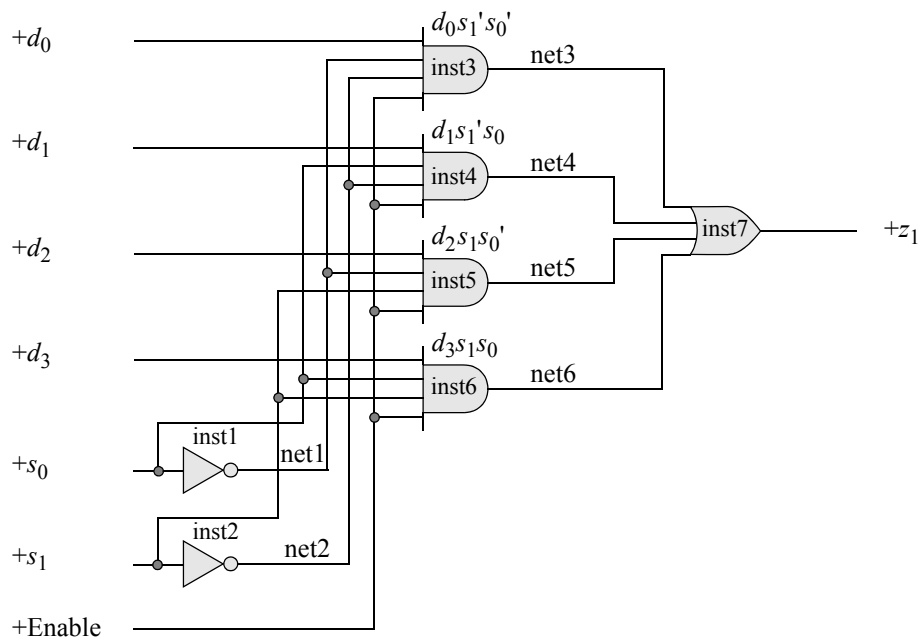 +d₀
d₀s₁'s₀'
inst3
net3
+d₁
d₁s₁'s₀
inst4
net4
inst7
+z₁
+d₂
d₂s₁s₀'
inst5
net5
+d₃
d₃s₁s₀
inst6
net6
+s₀
inst1
net1
+s₁
inst2
net2
+Enable